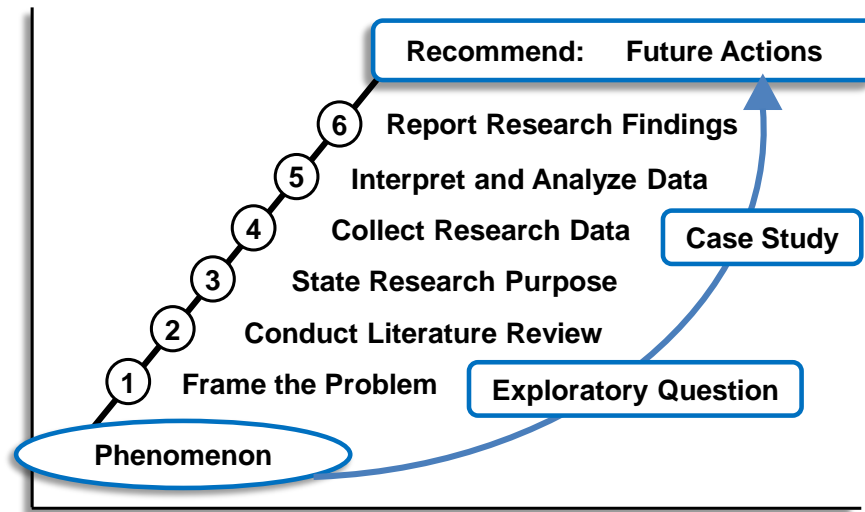 Recommend: Future Actions
6 Report Research Findings
5 Interpret and Analyze Data
4 Collect Research Data
Case Study
3 State Research Purpose
2 Conduct Literature Review
1 Frame the Problem
Exploratory Question
Phenomenon